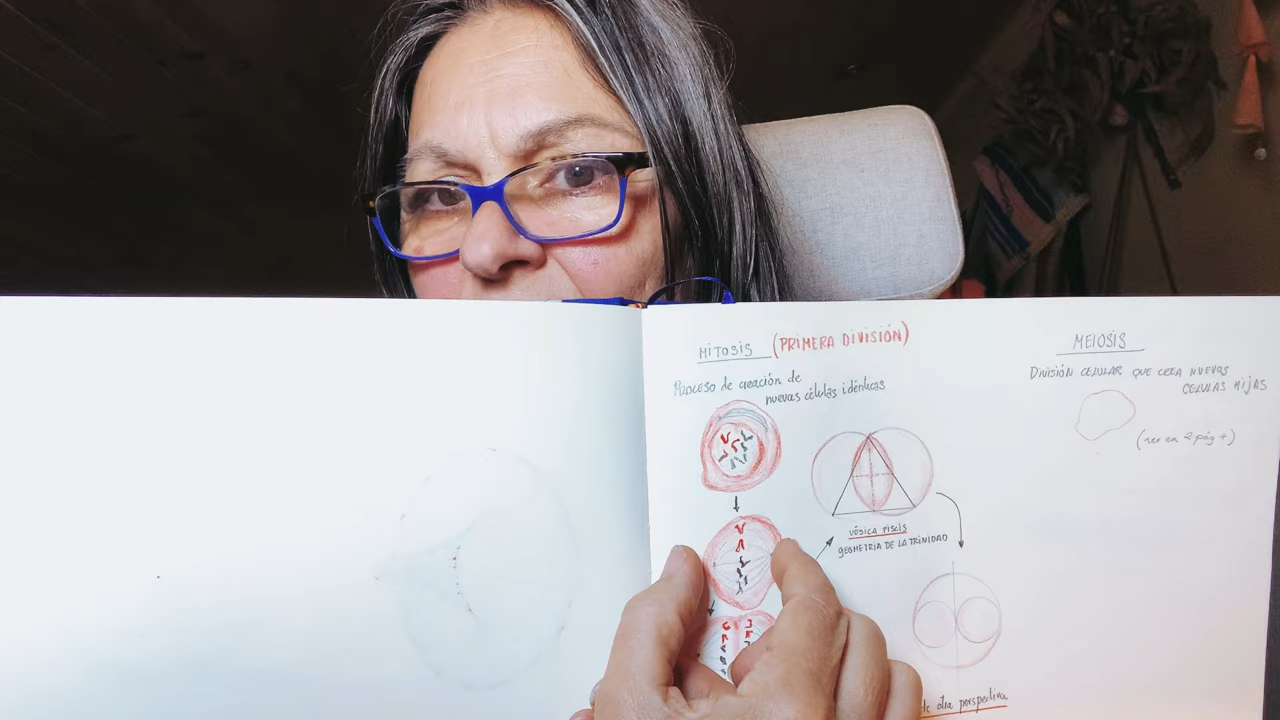 MITOSIS (PRIMERA DIVISIÓN)
PROCESO de creación de
nuevas células idénticas
VÉSICA PISCIS
GEOMETRIA DE LA TRINIDAD
de otra perspectiva
MEIOSIS
DIVISIÓN CELULAR QUE CREA NUEVAS
CELULAS HIJAS
(ver en 2 pág +)